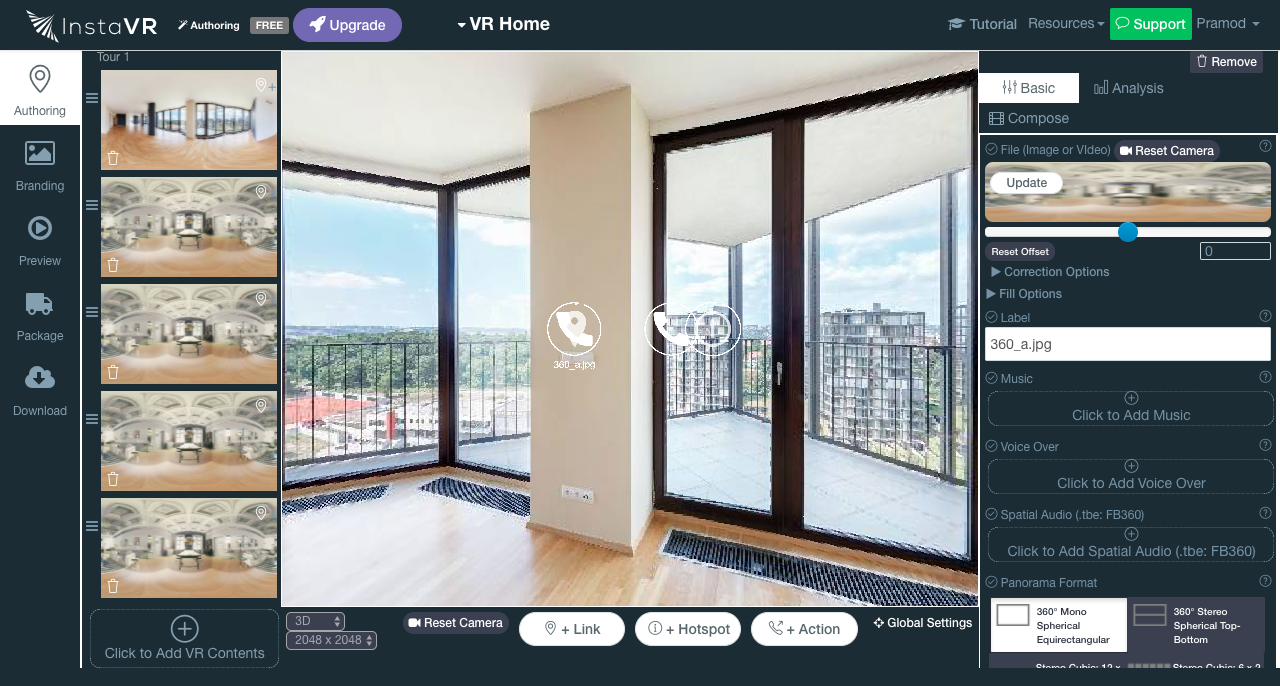 InstaVR
Authoring
FREE
Upgrade
VR Home
Tutorial
Resources
Support
Pramod
Authoring
Branding
Preview
Package
Download
Tour 1
Click to Add VR Contents
360_a.jpg
3D
2048 x 2048
Reset Camera
+ Link
+ Hotspot
+ Action
Global Settings
Remove
Basic
Analysis
Compose
File (Image or VIdeo)
Reset Camera
Update
Reset Offset
0
Correction Options
Fill Options
Label
360_a.jpg
Music
Click to Add Music
Voice Over
Click to Add Voice Over
Spatial Audio (.tbe: FB360)
Click to Add Spatial Audio (.tbe: FB360)
Panorama Format
360° Mono
Spherical
Equirectangular
360° Stereo
Spherical Top-
Bottom
Stereo Cubic: 12 x
Stereo Cubic: 6 x 2